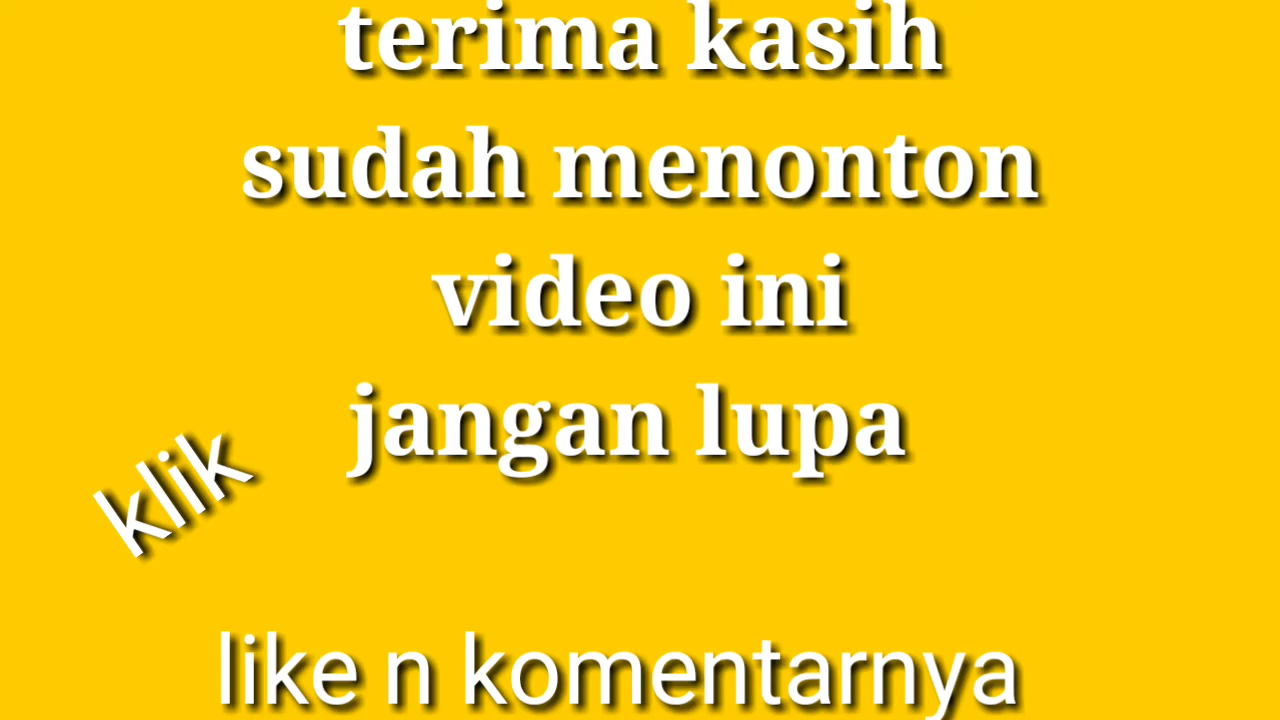 terima kasih
sudah menonton
video ini
jangan lupa
klik
like n komentarnya